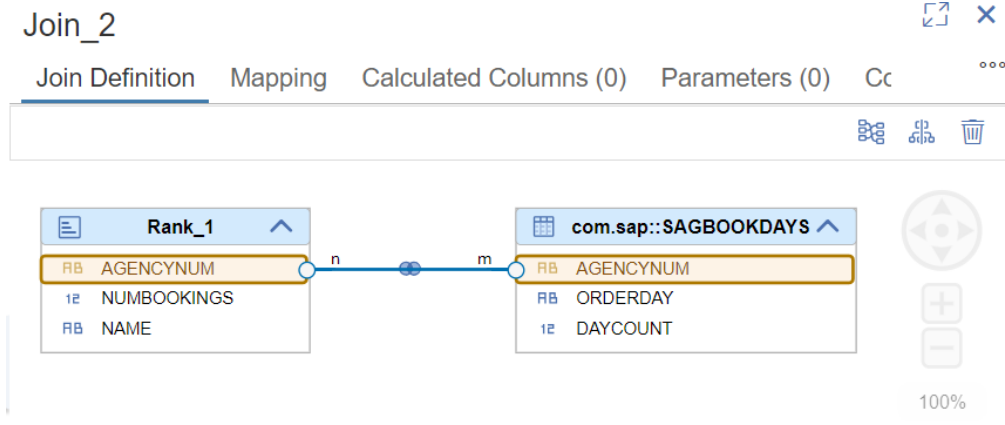 Join_2
Join Definition Mapping Calculated Columns (0) Parameters (0) Co
Rank_1 com.sap::SAGBOOKDAYS
n m
AB AGENCYNUM AB AGENCYNUM
12 NUMBOOKINGS AB ORDERDAY
AB NAME 12 DAYCOUNT
100%